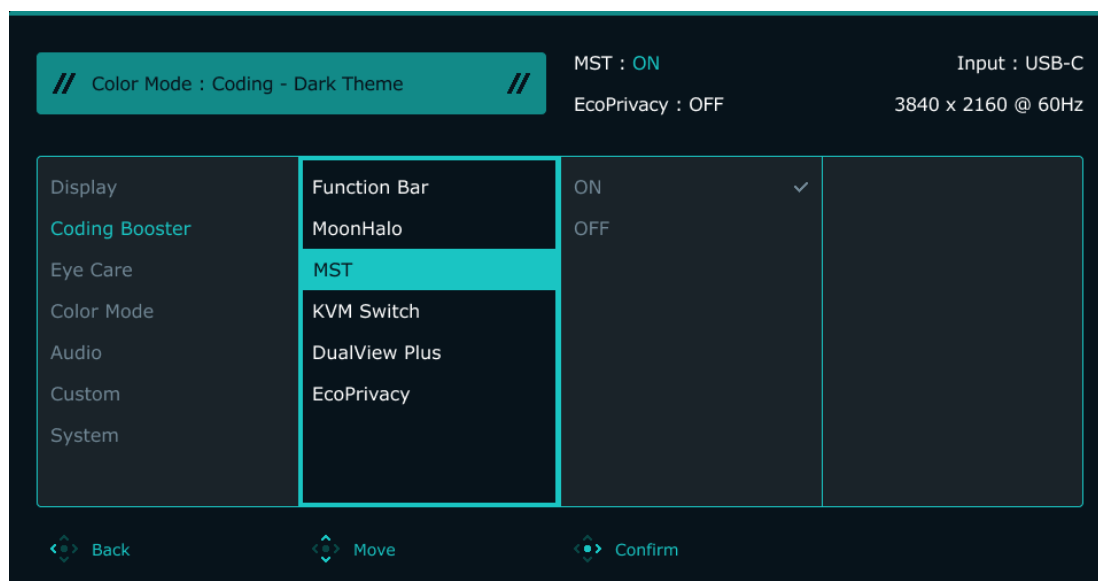 // Color Mode : Coding - Dark Theme //
MST : ON
Input : USB-C
EcoPrivacy : OFF
3840 x 2160 @ 60Hz
Display
Coding Booster
Eye Care
Color Mode
Audio
Custom
System
Function Bar
MoonHalo
MST
KVM Switch
DualView Plus
EcoPrivacy
ON
OFF
Back
Move
Confirm